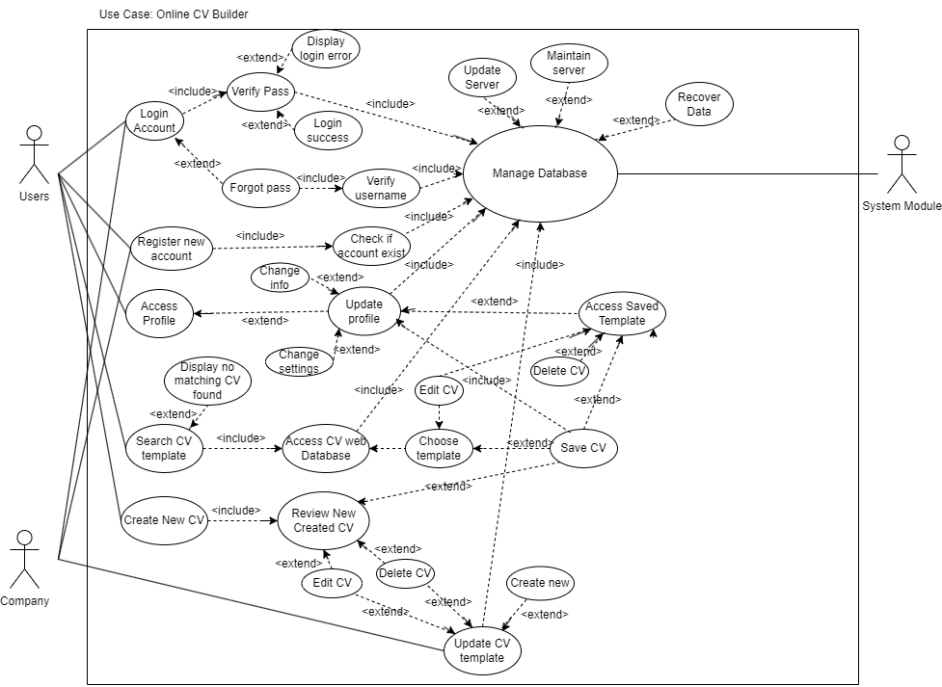 Use Case: Online CV Builder
Display
login error
<extend>
Verify Pass
<include>
Login
Account
<extend>
Login
success
<include>
Update
Server
<extend>
Maintain
server
<extend>
Recover
Data
<extend>
Manage Database
Users
System Module
<extend>
Forgot pass
<include>
Verify
username
<include>
Register new
account
<include>
Check if
account exist
<include>
<include>
<include>
Change
info
<extend>
Access
Profile
<extend>
Update
profile
<extend>
Access Saved
Template
Change
settings
<extend>
<extend>
Delete CV
Display no
matching CV
found
<extend>
<include>
Edit CV
<include>
<extend>
Search CV
template
<include>
Access CV web
Database
Choose
template
<extend>
Save CV
<extend>
Create New CV
<include>
Review New
Created CV
<extend>
<extend>
Edit CV
Delete CV
Create new
<extend>
<extend>
<extend>
Update CV
template
Company